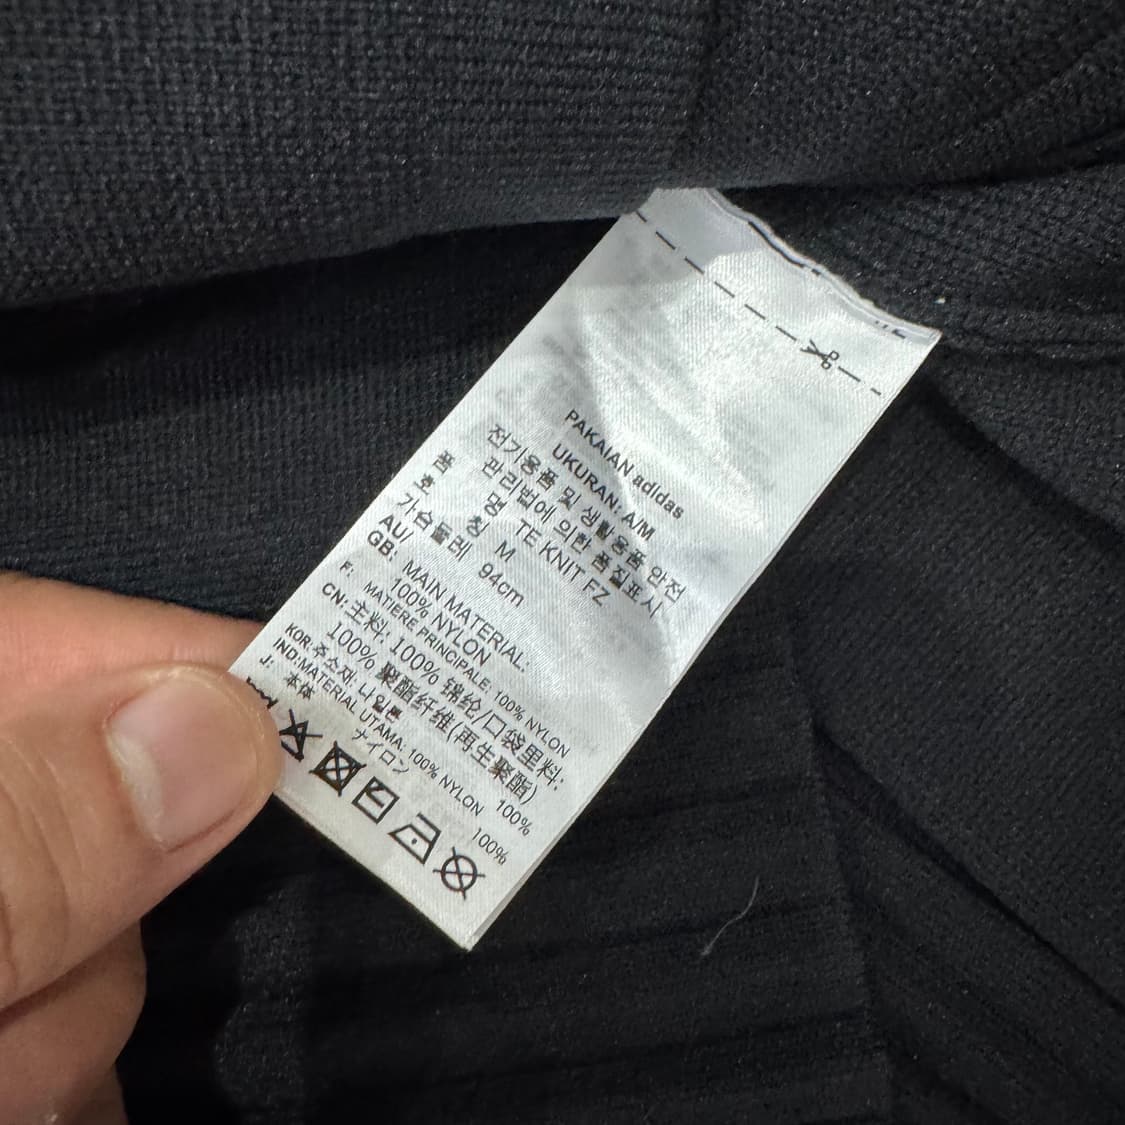 PAKAIAN adidas
UKURAN: A/M
전기용품 및 생활용품 안전
관리법에 의한 품질표시
품 명 TE KNIT FZ
호 칭 M
가슴둘레 94cm
AU/
GB: MAIN MATERIAL:
100% NYLON
F: MATIÈRE PRINCIPALE: 100% NYLON
CN: 主料: 100% 锦纶/口袋里料:
100% 聚酯纤维(再生聚酯)
KOR: 주소재: 나일론 100%
IND: MATERIAL UTAMA: 100% NYLON
J: 本体 ナイロン 100%